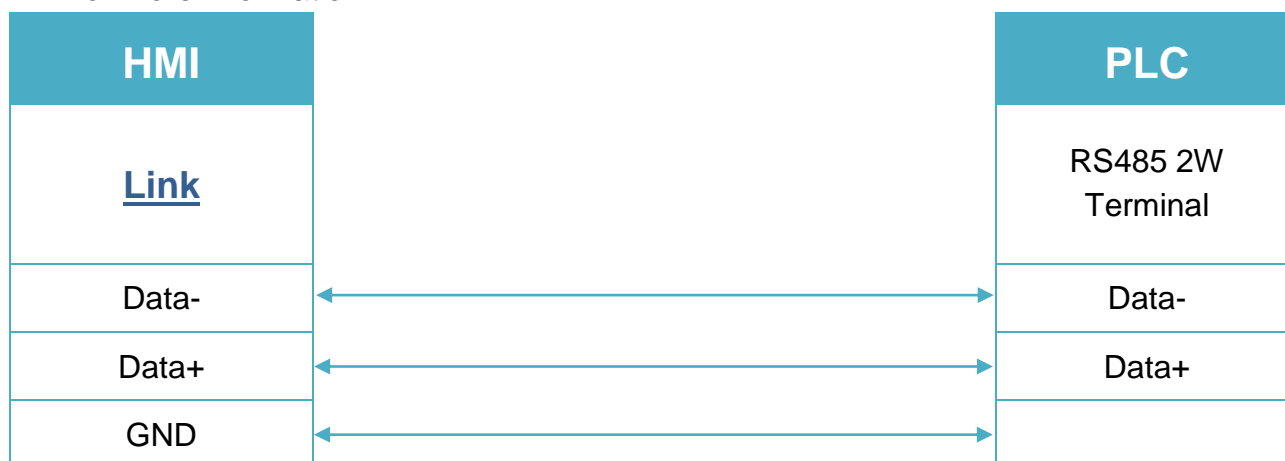 HMI
PLC
Link
RS485 2W
Terminal
Data-
Data-
Data+
Data+
GND